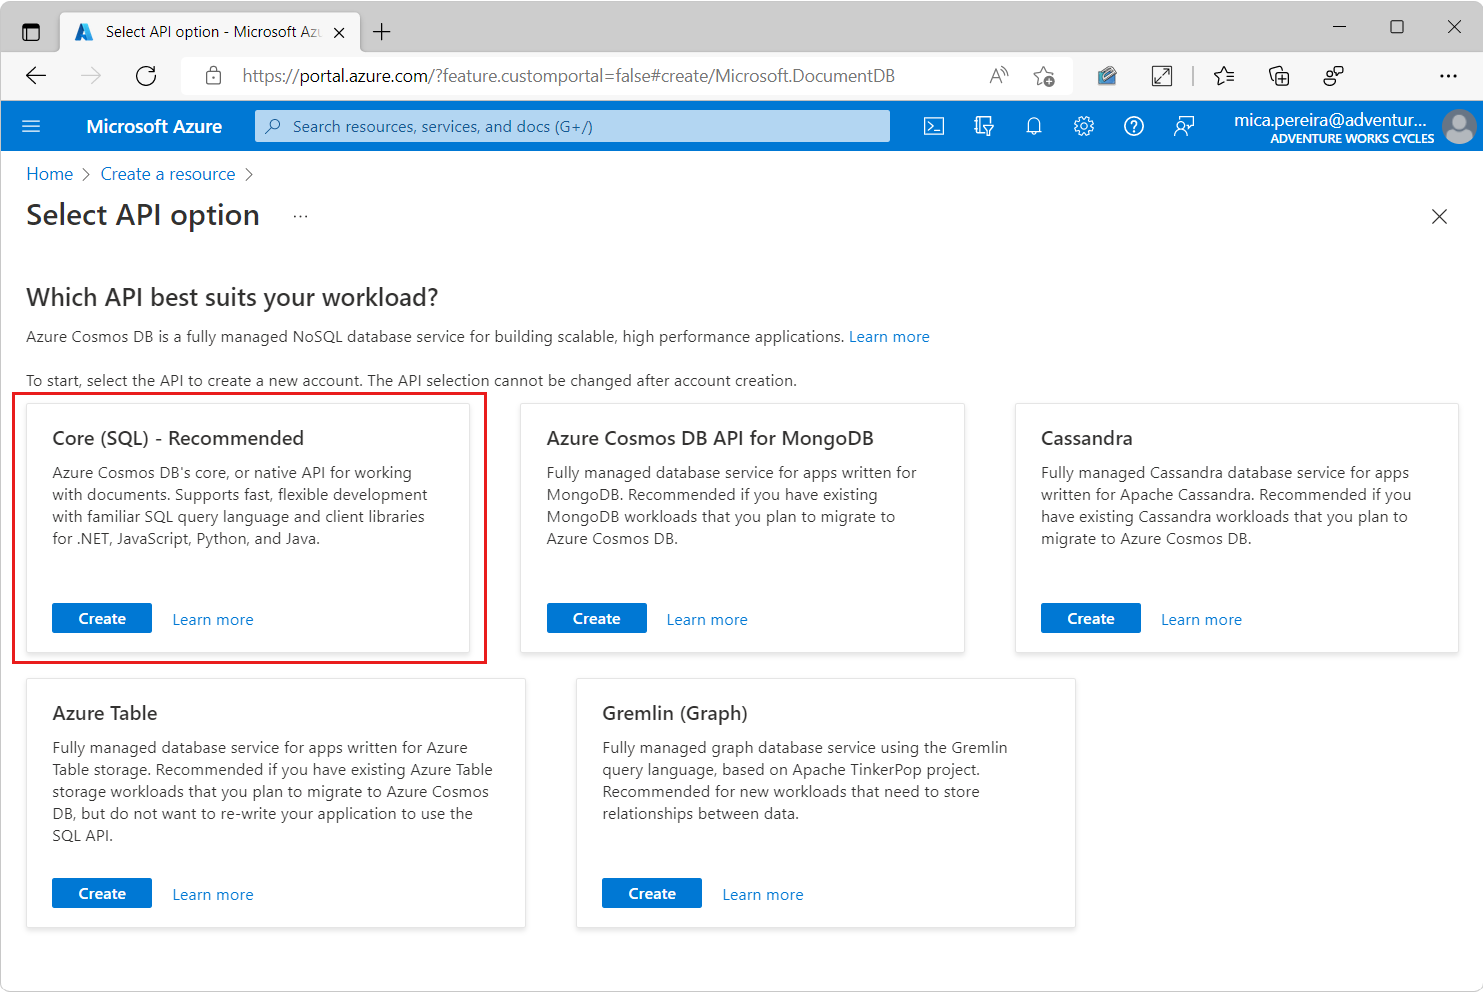 Select API option - Microsoft Azu
https://portal.azure.com/?feature.customportal=false#create/Microsoft.DocumentDB
Microsoft Azure
Search resources, services, and docs (G+/)
mica.pereira@adventur...
ADVENTURE WORKS CYCLES
Home > Create a resource >
Select API option ...
Which API best suits your workload?
Azure Cosmos DB is a fully managed NoSQL database service for building scalable, high performance applications. Learn more
To start, select the API to create a new account. The API selection cannot be changed after account creation.
Core (SQL) - Recommended
Azure Cosmos DB's core, or native API for working
with documents. Supports fast, flexible development
with familiar SQL query language and client libraries
for .NET, JavaScript, Python, and Java.
Create
Learn more
Azure Cosmos DB API for MongoDB
Fully managed database service for apps written for
MongoDB. Recommended if you have existing
MongoDB workloads that you plan to migrate to
Azure Cosmos DB.
Create
Learn more
Cassandra
Fully managed Cassandra database service for apps
written for Apache Cassandra. Recommended if you
have existing Cassandra workloads that you plan to
migrate to Azure Cosmos DB.
Create
Learn more
Azure Table
Fully managed database service for apps written for Azure
Table storage. Recommended if you have existing Azure Table
storage workloads that you plan to migrate to Azure Cosmos
DB, but do not want to re-write your application to use the
SQL API.
Create
Learn more
Gremlin (Graph)
Fully managed graph database service using the Gremlin
query language, based on Apache TinkerPop project.
Recommended for new workloads that need to store
relationships between data.
Create
Learn more